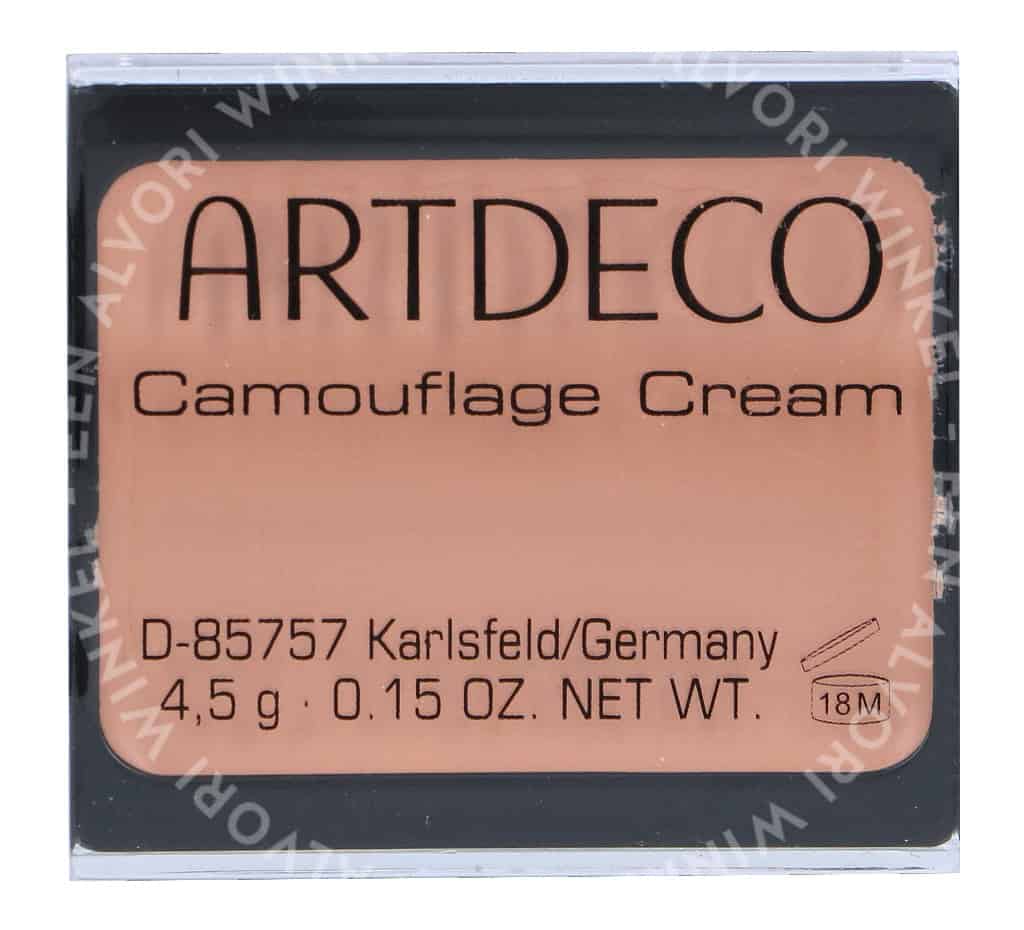 ARTDECO
Camouflage Cream
D-85757 Karlsfeld/Germany
4,5 g · 0.15 OZ. NET WT.
18M
EEN ALVORI WINKEL - EEN ALVORI WINKEL -